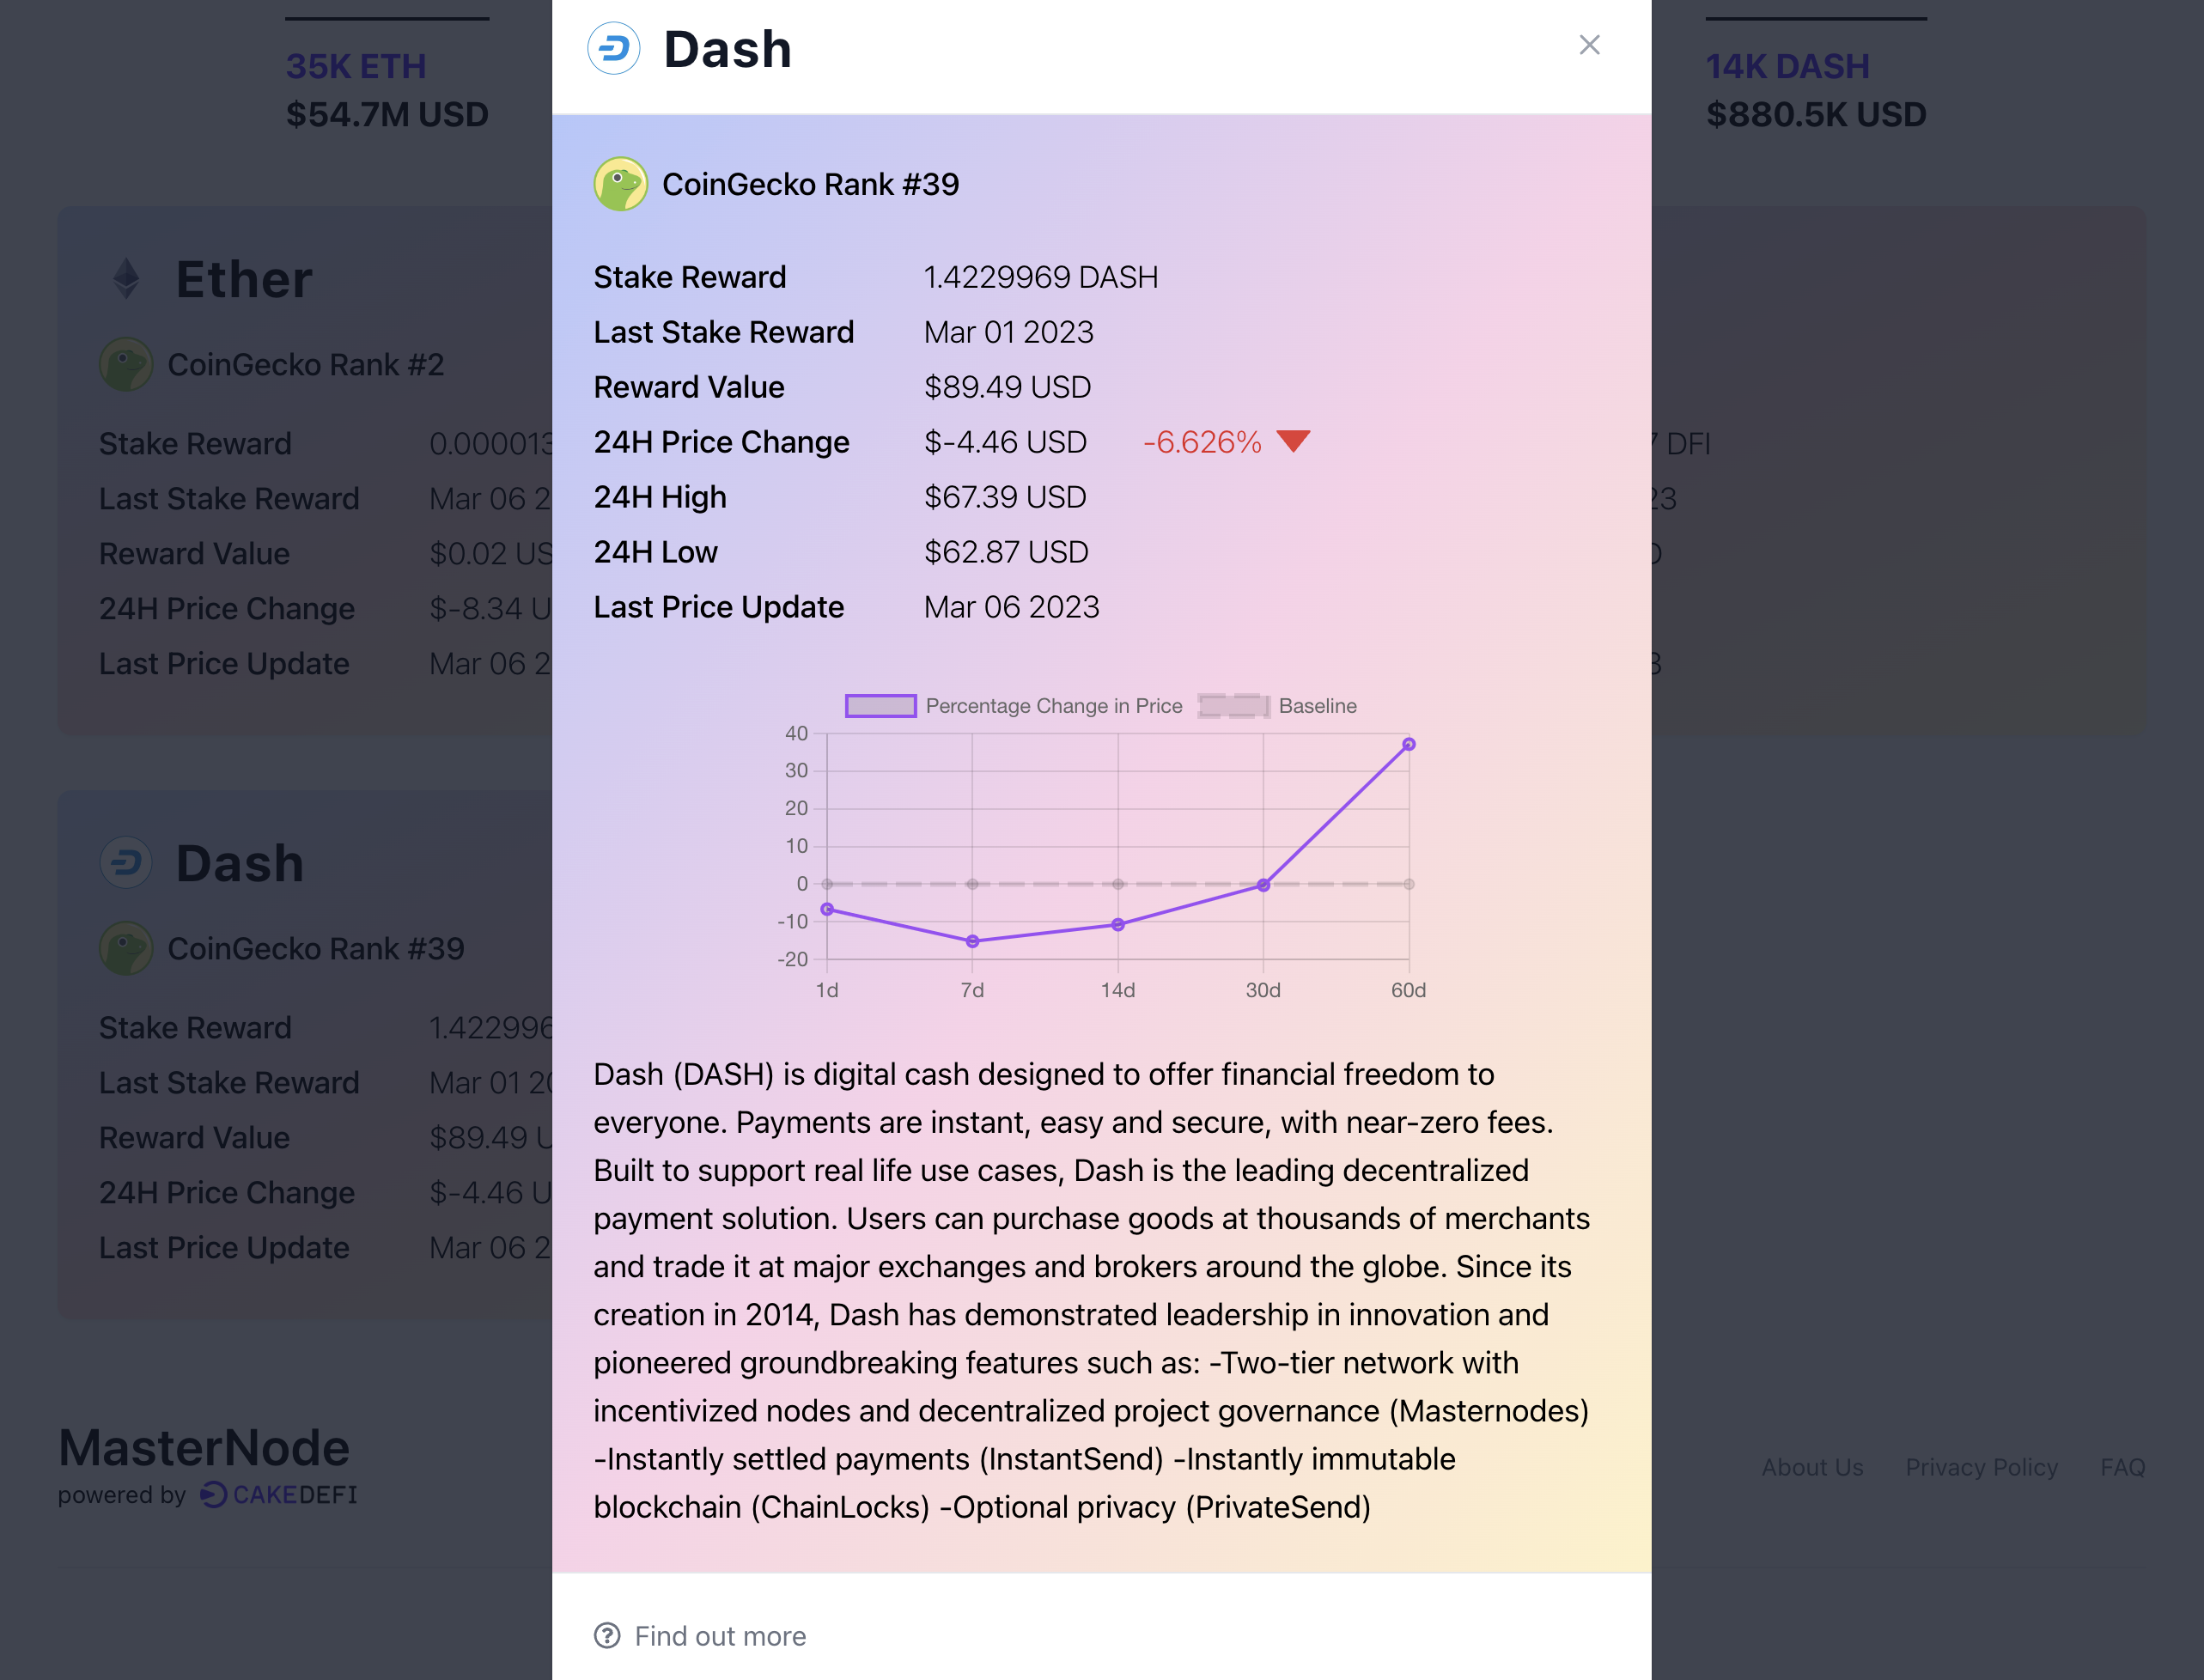 35K ETH
$54.7M USD
14K DASH
$880.5K USD
Ether
CoinGecko Rank #2
Stake Reward 0.000013
Last Stake Reward Mar 06 2
Reward Value $0.02 US
24H Price Change $-8.34 U
Last Price Update Mar 06 2
Dash
CoinGecko Rank #39
Stake Reward 1.422996
Last Stake Reward Mar 01 20
Reward Value $89.49 U
24H Price Change $-4.46 U
Last Price Update Mar 06 2
7 DFI
23
Dash
CoinGecko Rank #39
Stake Reward 1.4229969 DASH
Last Stake Reward Mar 01 2023
Reward Value $89.49 USD
24H Price Change $-4.46 USD -6.626%
24H High $67.39 USD
24H Low $62.87 USD
Last Price Update Mar 06 2023
Percentage Change in Price Baseline
40
30
20
10
0
-10
-20
1d 7d 14d 30d 60d
Dash (DASH) is digital cash designed to offer financial freedom to
everyone. Payments are instant, easy and secure, with near-zero fees.
Built to support real life use cases, Dash is the leading decentralized
payment solution. Users can purchase goods at thousands of merchants
and trade it at major exchanges and brokers around the globe. Since its
creation in 2014, Dash has demonstrated leadership in innovation and
pioneered groundbreaking features such as: -Two-tier network with
incentivized nodes and decentralized project governance (Masternodes)
-Instantly settled payments (InstantSend) -Instantly immutable
blockchain (ChainLocks) -Optional privacy (PrivateSend)
Find out more
MasterNode
powered by CAKEDEFI
About Us Privacy Policy FAQ